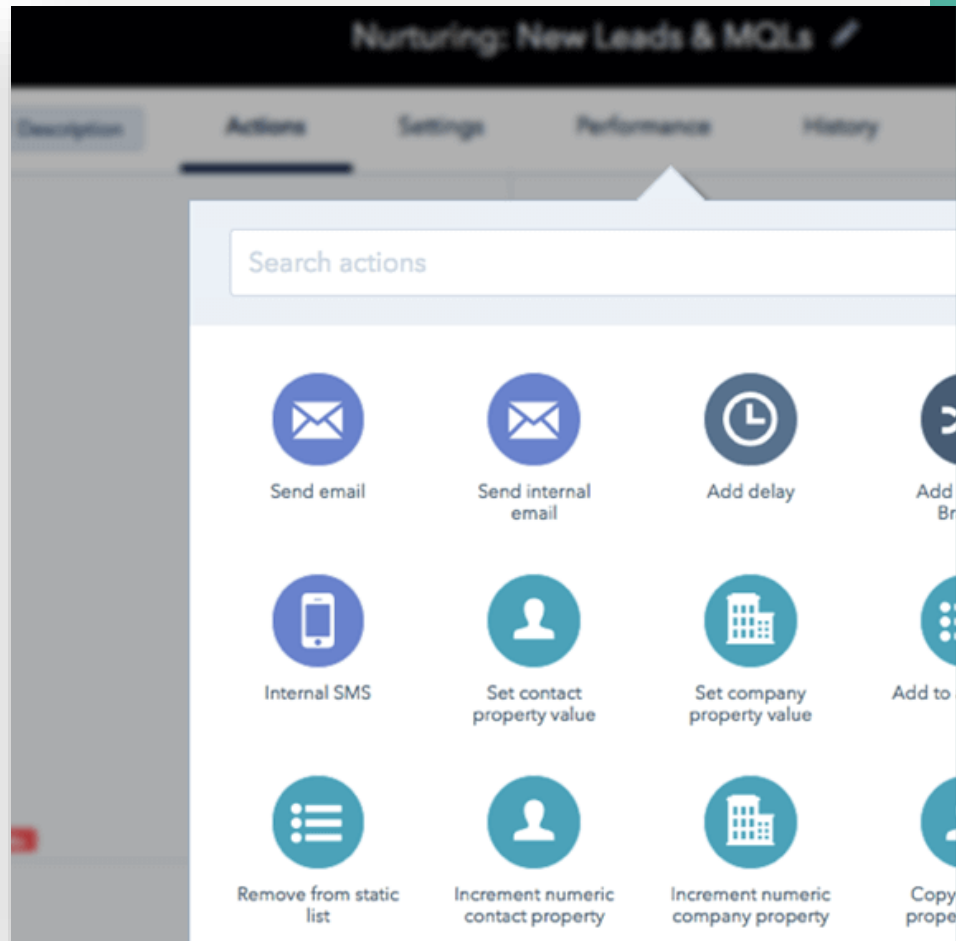 Nurturing: New Leads & MQLs
Description
Actions
Settings
Performance
History
Search actions
Send email
Send internal
email
Add delay
Add
Br
Internal SMS
Set contact
property value
Set company
property value
Add to
Remove from static
list
Increment numeric
contact property
Increment numeric
company property
Copy
prope